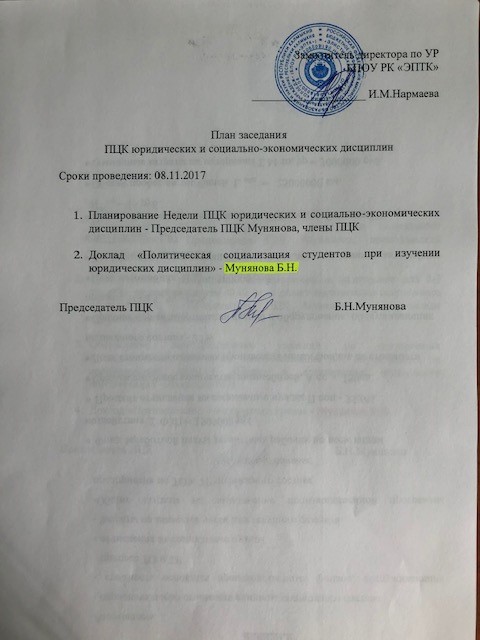 Заместитель директора по УР
БПОУ РК «ЭПТК»
И.М.Нармаева
План заседания
ПЦК юридических и социально-экономических дисциплин
Сроки проведения: 08.11.2017
1. Планирование Недели ПЦК юридических и социально-экономических
дисциплин - Председатель ПЦК Мунянова, члены ПЦК
2. Доклад «Политическая социализация студентов при изучении
юридических дисциплин» - Мунянова Б.Н.
Председатель ПЦК Б.Н.Мунянова